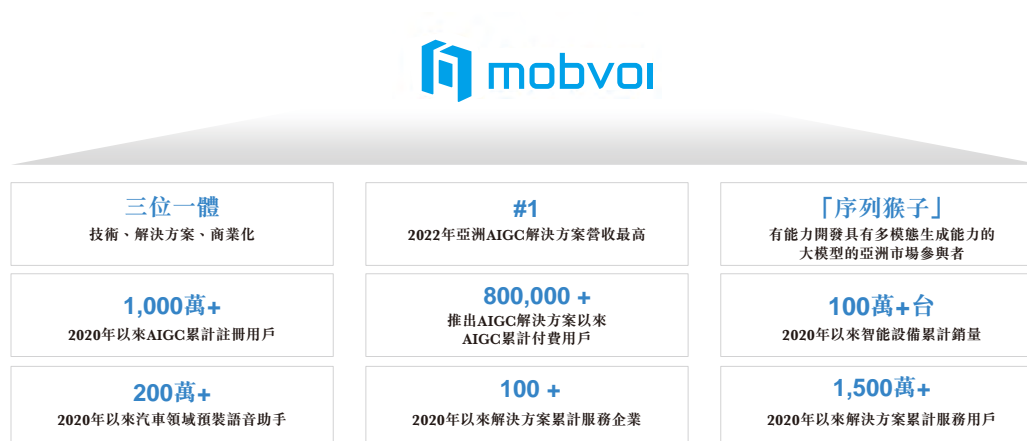 mobvoi
三位一體
技術、解決方案、商業化
#1
2022年亞洲AIGC解決方案營收最高
「序列猴子」
有能力開發具有多模態生成能力的
大模型的亞洲市場參與者
1,000萬+
2020年以來AIGC累計註冊用戶
800,000 +
推出AIGC解決方案以來
AIGC累計付費用戶
100萬+台
2020年以來智能設備累計銷量
200萬+
2020年以來汽車領域預裝語音助手
100 +
2020年以來解決方案累計服務企業
1,500萬+
2020年以來解決方案累計服務用戶